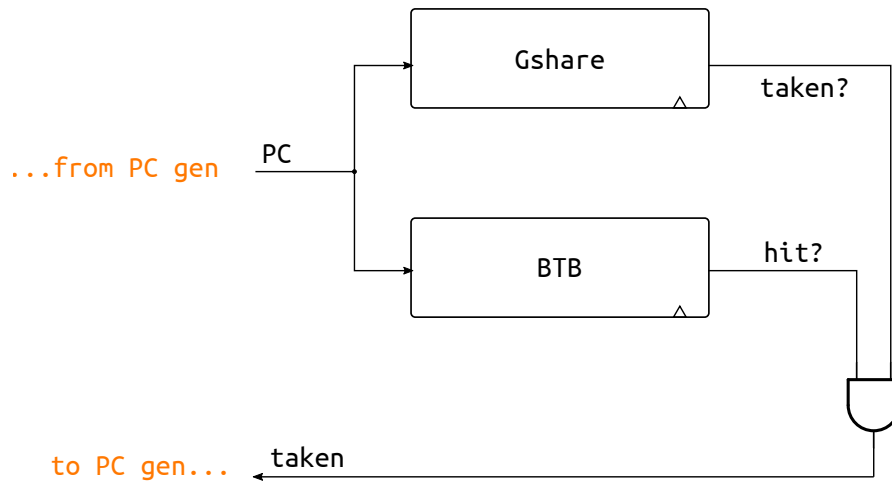 Gshare
taken?
PC
...from PC gen
hit?
BTB
taken
to PC gen...